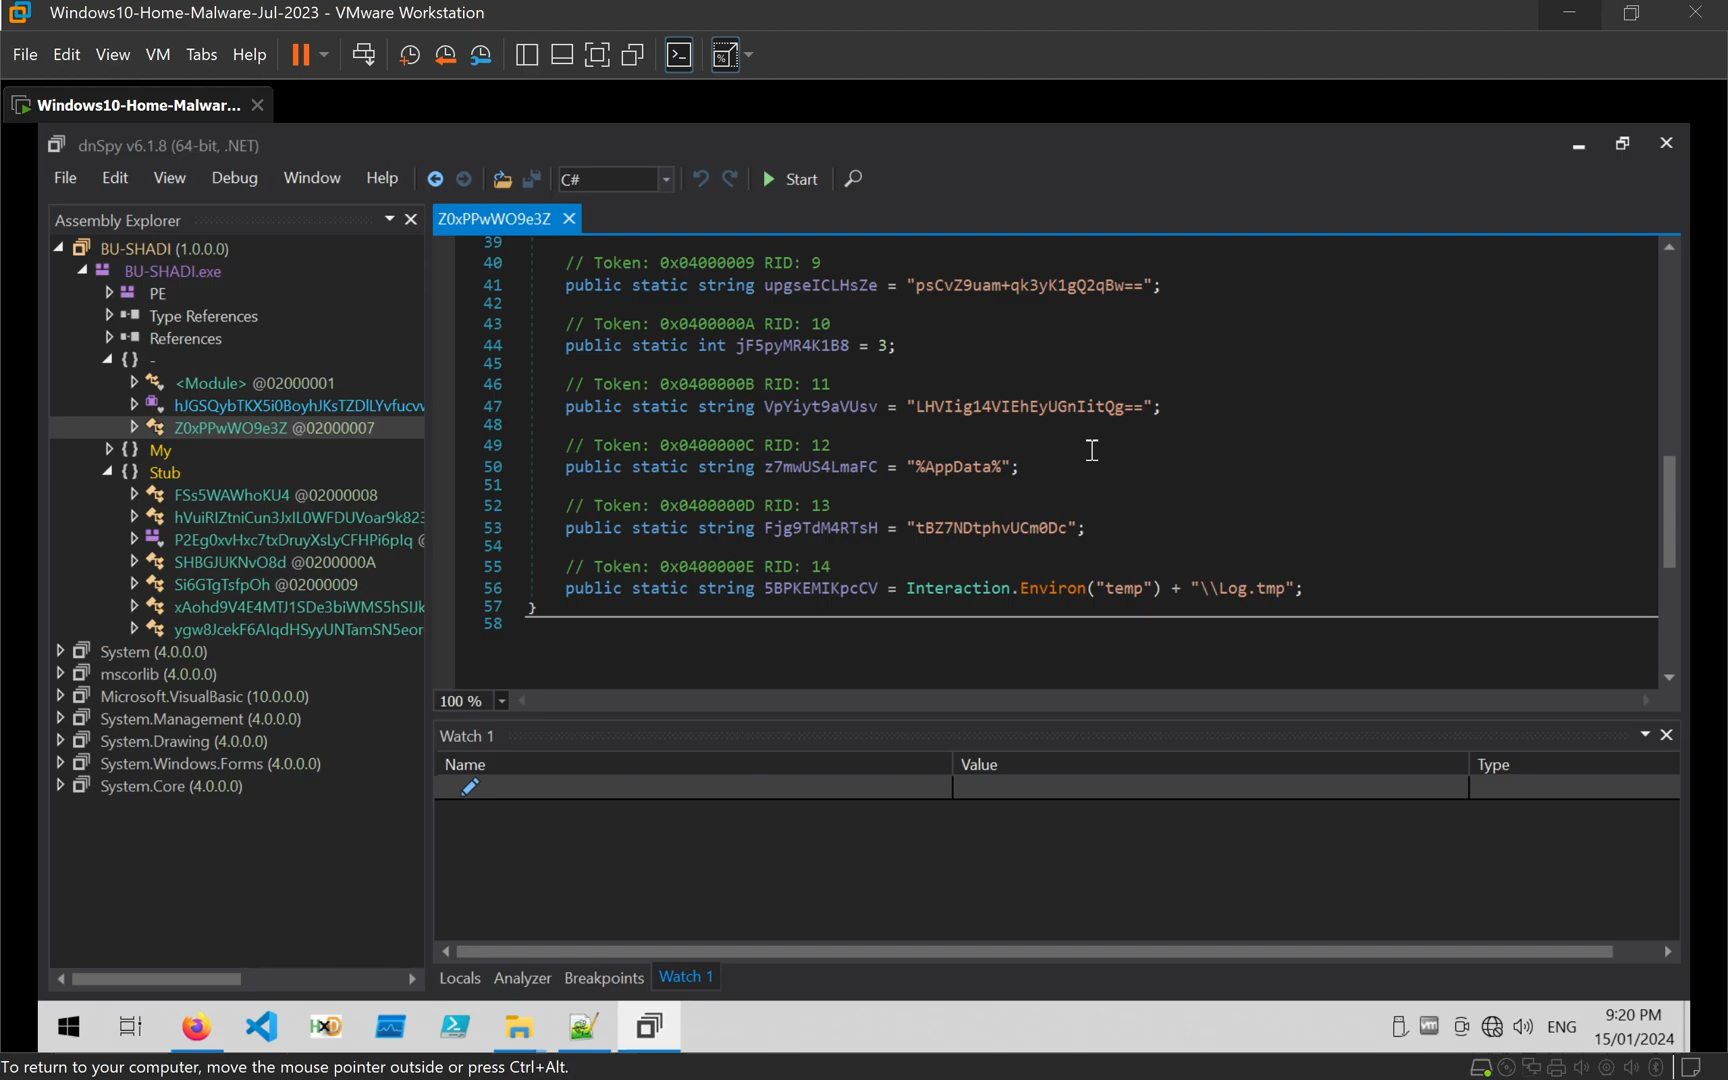 Windows10-Home-Malware-Jul-2023 - VMware Workstation
File Edit View VM Tabs Help
Windows10-Home-Malwar...
dnSpy v6.1.8 (64-bit, .NET)
File Edit View Debug Window Help C# Start
Assembly Explorer
BU-SHADI (1.0.0.0)
BU-SHADI.exe
PE
Type References
References
{ } -
<Module> @02000001
hJGSQybTKX5i0BoyhJKsTZDlLYvfucvv
Z0xPPwWO9e3Z @02000007
{ } My
{ } Stub
FSs5WAWhoKU4 @02000008
hVuiRIZtniCun3JxIL0WFDUVoar9k823
P2Eg0xvHxc7txDruyXsLyCFHPi6pIq @
SHBGJUKNvO8d @0200000A
Si6GTgTsfpOh @02000009
xAohd9V4E4MTJ1SDe3biWMS5hSIJk
ygw8JcekF6AIqdHSyyUNTamSN5eor
System (4.0.0.0)
mscorlib (4.0.0.0)
Microsoft.VisualBasic (10.0.0.0)
System.Management (4.0.0.0)
System.Drawing (4.0.0.0)
System.Windows.Forms (4.0.0.0)
System.Core (4.0.0.0)
Z0xPPwWO9e3Z
39
40 // Token: 0x04000009 RID: 9
41 public static string upgseICLHsZe = "psCvZ9uam+qk3yK1gQ2qBw==";
42
43 // Token: 0x0400000A RID: 10
44 public static int jF5pyMR4K1B8 = 3;
45
46 // Token: 0x0400000B RID: 11
47 public static string VpYiyt9aVUsv = "LHVIig14VIEhEyUGnIitQg==";
48
49 // Token: 0x0400000C RID: 12
50 public static string z7mwUS4LmaFC = "%AppData%";
51
52 // Token: 0x0400000D RID: 13
53 public static string Fjg9TdM4RTsH = "tBZ7NDtphvUCm0Dc";
54
55 // Token: 0x0400000E RID: 14
56 public static string 5BPKEMIKpcCV = Interaction.Environ("temp") + "\\Log.tmp";
57 }
58
100 %
Watch 1
Name Value Type
Locals Analyzer Breakpoints Watch 1
HxD
vm
ENG
9:20 PM
15/01/2024
To return to your computer, move the mouse pointer outside or press Ctrl+Alt.